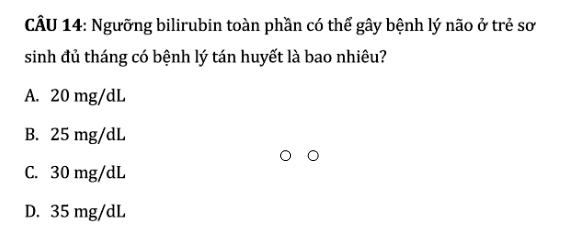 CÂU 14: Ngưỡng bilirubin toàn phần có thể gây bệnh lý não ở trẻ sơ
sinh đủ tháng có bệnh lý tán huyết là bao nhiêu?
A. 20 mg/dL
B. 25 mg/dL
C. 30 mg/dL
D. 35 mg/dL